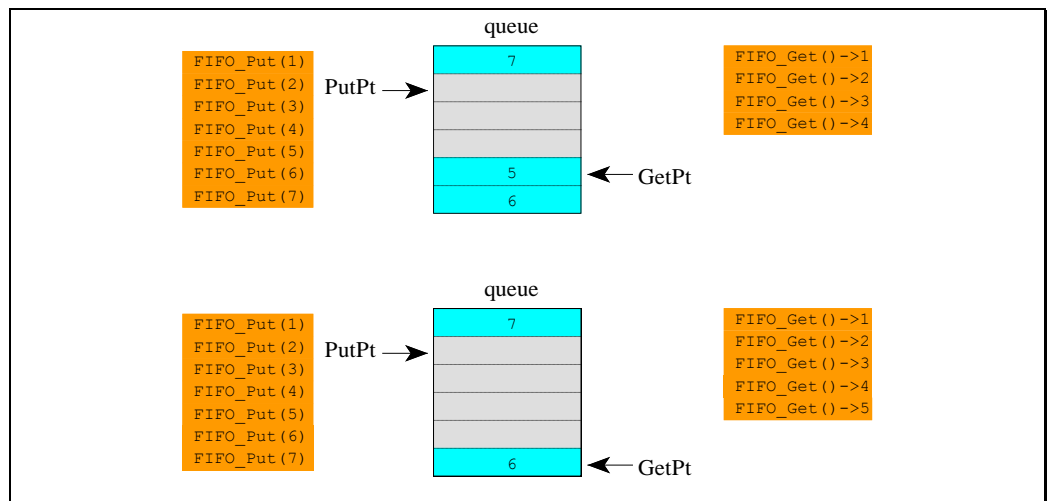 queue
FIFO_Put(1)
FIFO_Put(2)
FIFO_Put(3)
FIFO_Put(4)
FIFO_Put(5)
FIFO_Put(6)
FIFO_Put(7)
PutPt
7
5
6
GetPt
FIFO_Get()->1
FIFO_Get()->2
FIFO_Get()->3
FIFO_Get()->4
queue
FIFO_Put(1)
FIFO_Put(2)
FIFO_Put(3)
FIFO_Put(4)
FIFO_Put(5)
FIFO_Put(6)
FIFO_Put(7)
PutPt
7
6
GetPt
FIFO_Get()->1
FIFO_Get()->2
FIFO_Get()->3
FIFO_Get()->4
FIFO_Get()->5